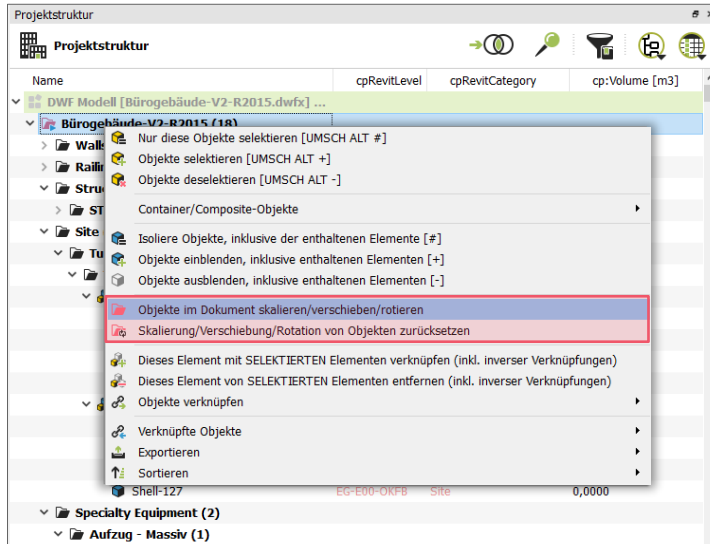 Projektstruktur
Projektstruktur
Name cpRevitLevel cpRevitCategory cp:Volume [m3]
DWF Modell [Bürogebäude-V2-R2015.dwfx] ...
Bürogebäude-V2-R2015 (18)
Nur diese Objekte selektieren [UMSCH ALT #]
Walls
Objekte selektieren [UMSCH ALT +]
Railin
Objekte deselektieren [UMSCH ALT -]
Stru
Container/Composite-Objekte
ST
Site
Isoliere Objekte, inklusive der enthaltenen Elemente [#]
Tu
Objekte einblenden, inklusive enthaltenen Elementen [+]
Objekte ausblenden, inklusive enthaltenen Elementen [-]
Objekte im Dokument skalieren/verschieben/rotieren
Skalierung/Verschiebung/Rotation von Objekten zurücksetzen
Dieses Element mit SELEKTIERTEN Elementen verknüpfen (inkl. inverser Verknüpfungen)
Dieses Element von SELEKTIERTEN Elementen entfernen (inkl. inverser Verknüpfungen)
Objekte verknüpfen
Verknüpfte Objekte
Exportieren
Sortieren
Shell-127 EG-E00-OKFB Site 0,0000
Specialty Equipment (2)
Aufzug - Massiv (1)